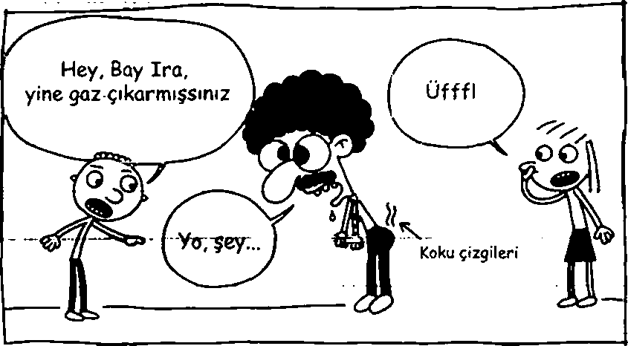 Hey, Bay Ira,
yine gaz çıkarmışsınız
Yo, şey...
Üfff!
Koku çizgileri